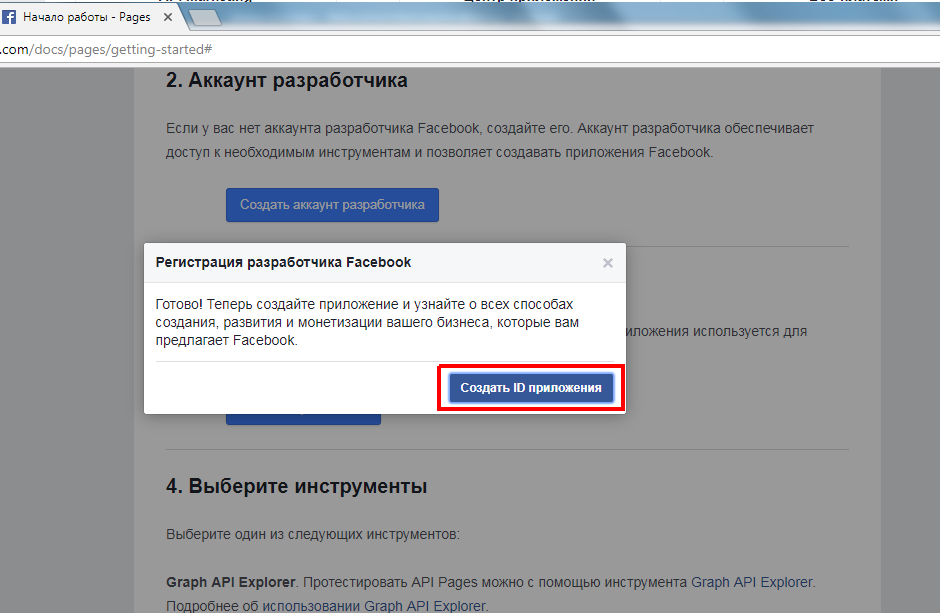 Начало работы - Pages
.com/docs/pages/getting-started#
2. Аккаунт разработчика
Если у вас нет аккаунта разработчика Facebook, создайте его. Аккаунт разработчика обеспечивает
доступ к необходимым инструментам и позволяет создавать приложения Facebook.
Создать аккаунт разработчика
Регистрация разработчика Facebook
Готово! Теперь создайте приложение и узнайте о всех способах
создания, развития и монетизации вашего бизнеса, которые вам
предлагает Facebook.
используется для
Создать ID приложения
4. Выберите инструменты
Выберите один из следующих инструментов:
Graph API Explorer. Протестировать API Pages можно с помощью инструмента Graph API Explorer.
Подробнее об использовании Graph API Explorer.